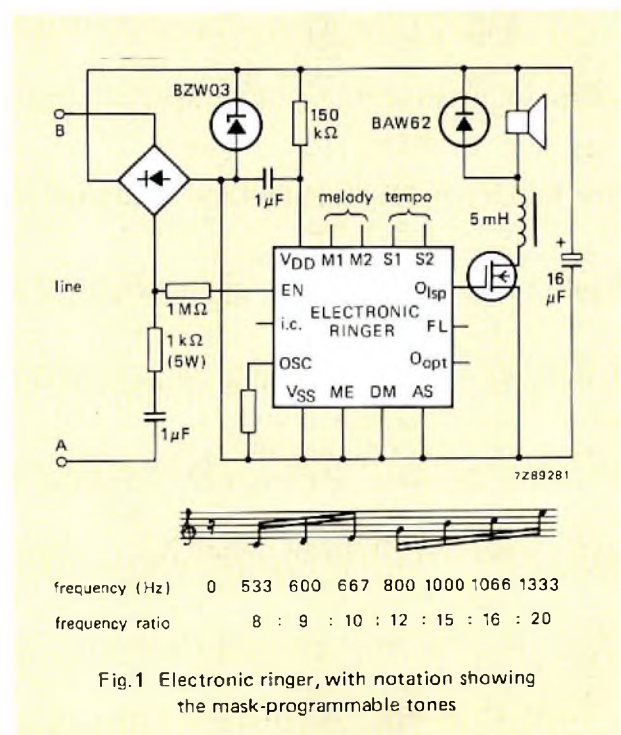 BZW03
B
150
kΩ
BAW62
1µF
melody tempo
5 mH
+
16
µF
line
1MΩ
1 kΩ
(5W)
1µF
A
VDD M1 M2 S1 S2
EN
OIsp
i.c.
ELECTRONIC
RINGER
FL
OSC
Oopt
VSS ME DM AS
7Z89281
frequency (Hz) 0 533 600 667 800 1000 1066 1333
frequency ratio 8 : 9 : 10 : 12 : 15 : 16 : 20
Fig.1 Electronic ringer, with notation showing
the mask-programmable tones